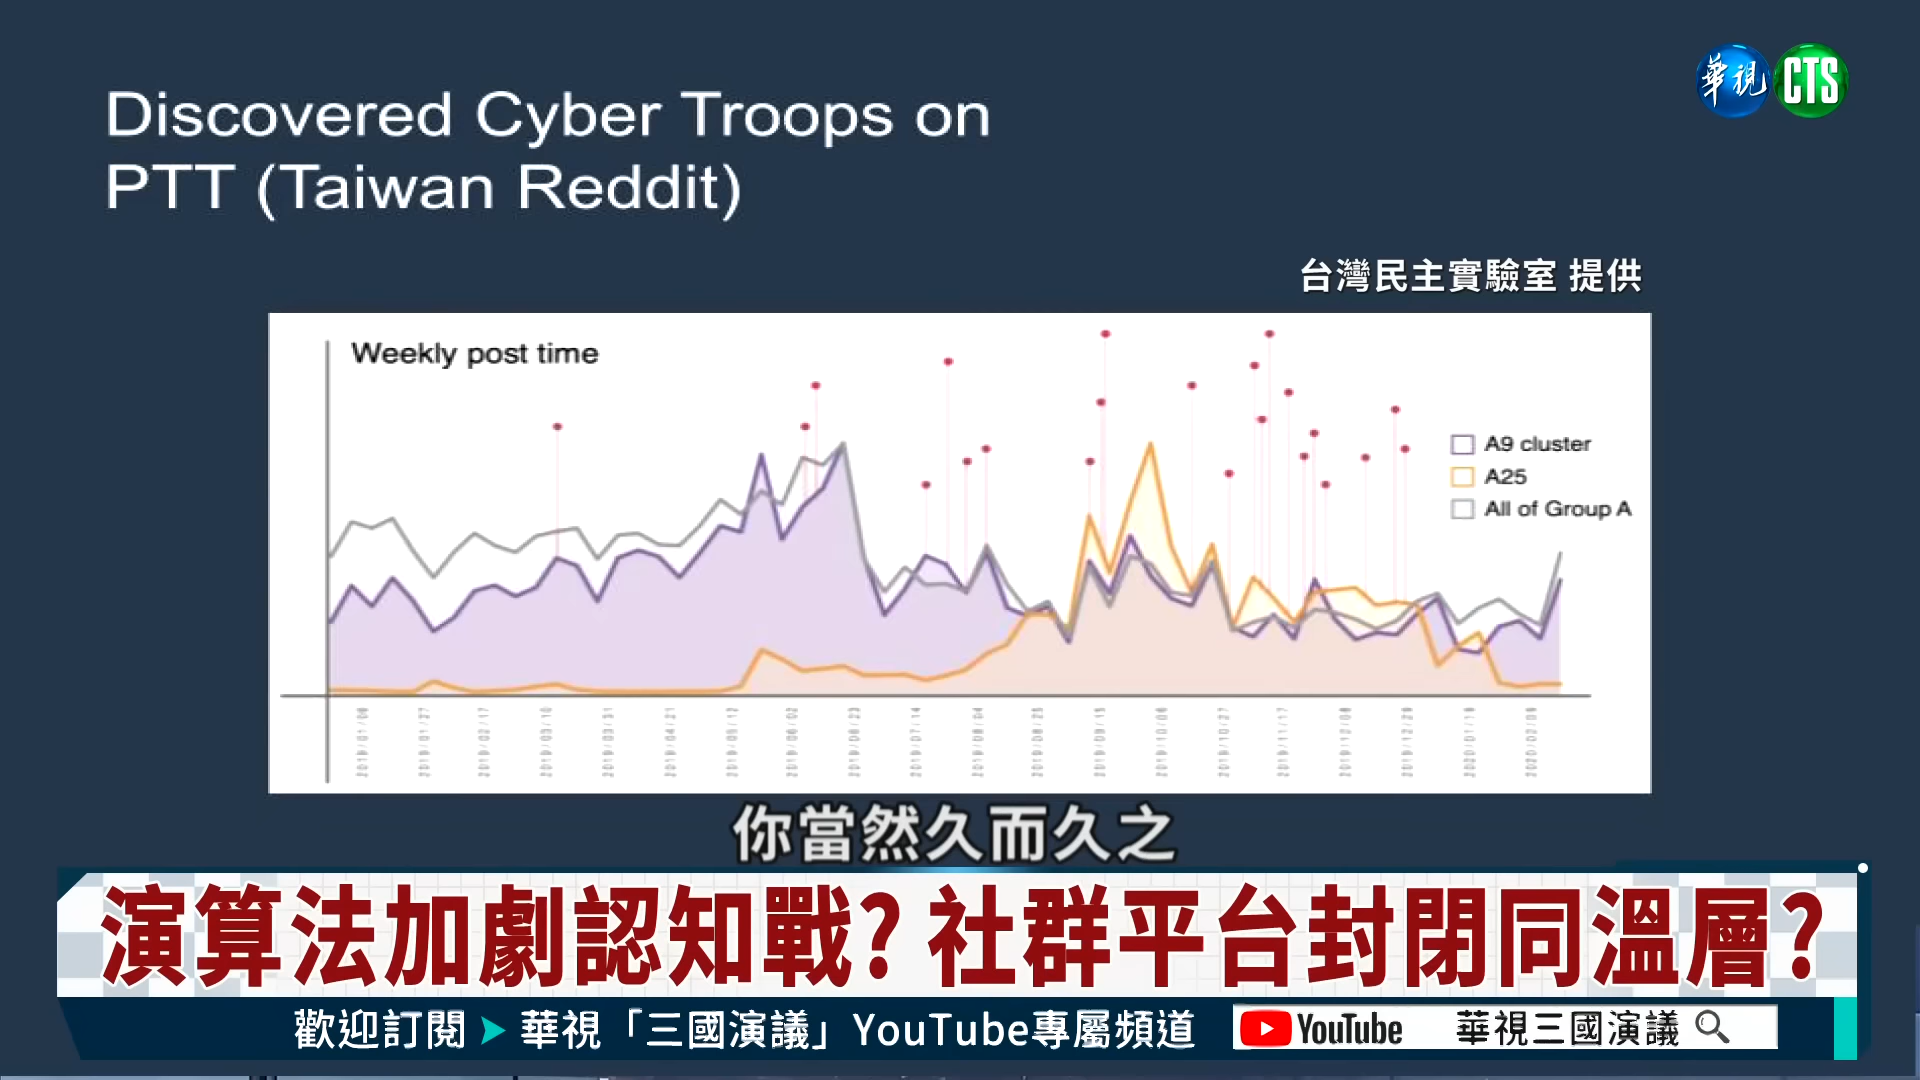 華視 CTS
Discovered Cyber Troops on
PTT (Taiwan Reddit)
台灣民主實驗室 提供
Weekly post time
A9 cluster
A25
All of Group A
你當然久而久之
演算法加劇認知戰?社群平台封閉同溫層?
歡迎訂閱 華視「三國演議」YouTube專屬頻道
YouTube 華視三國演議